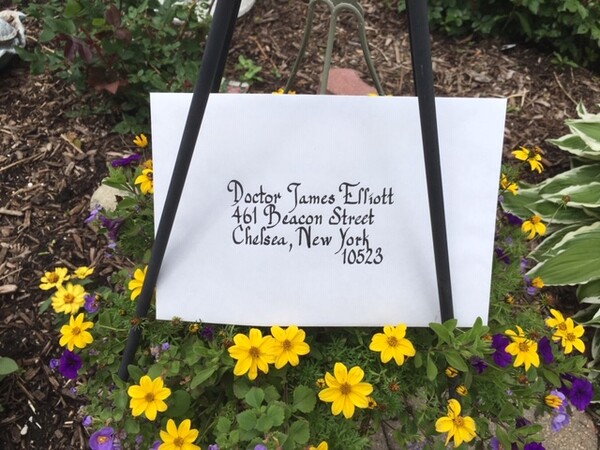 Doctor James Elliott
461 Beacon Street
Chelsea, New York
10523